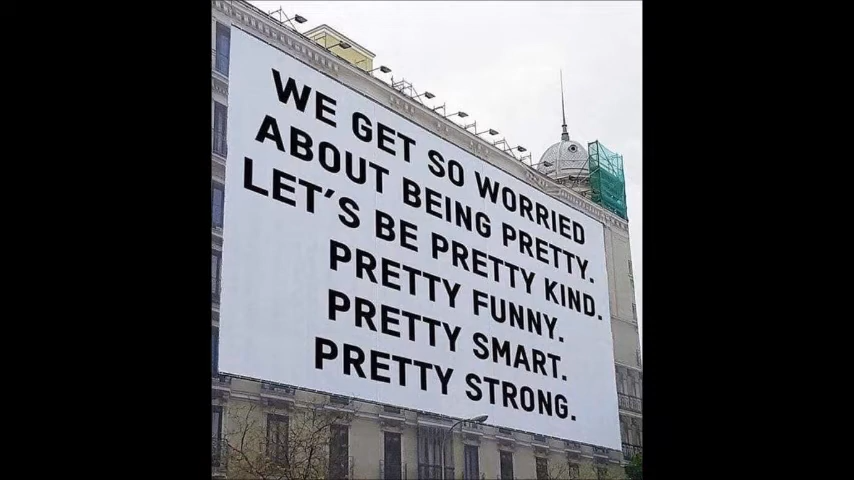 WE GET SO WORRIED
ABOUT BEING PRETTY.
LET'S BE PRETTY KIND.
PRETTY FUNNY.
PRETTY SMART.
PRETTY STRONG.